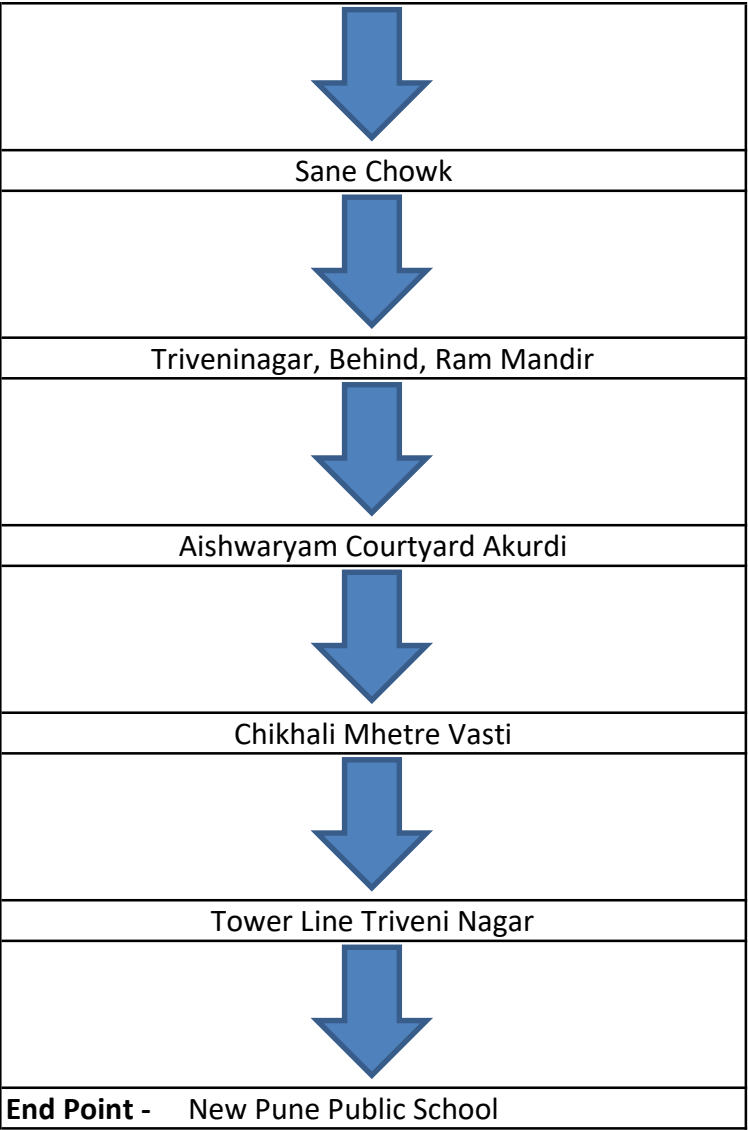 Sane Chowk
Triveninagar, Behind, Ram Mandir
Aishwaryam Courtyard Akurdi
Chikhali Mhetre Vasti
Tower Line Triveni Nagar
End Point - New Pune Public School